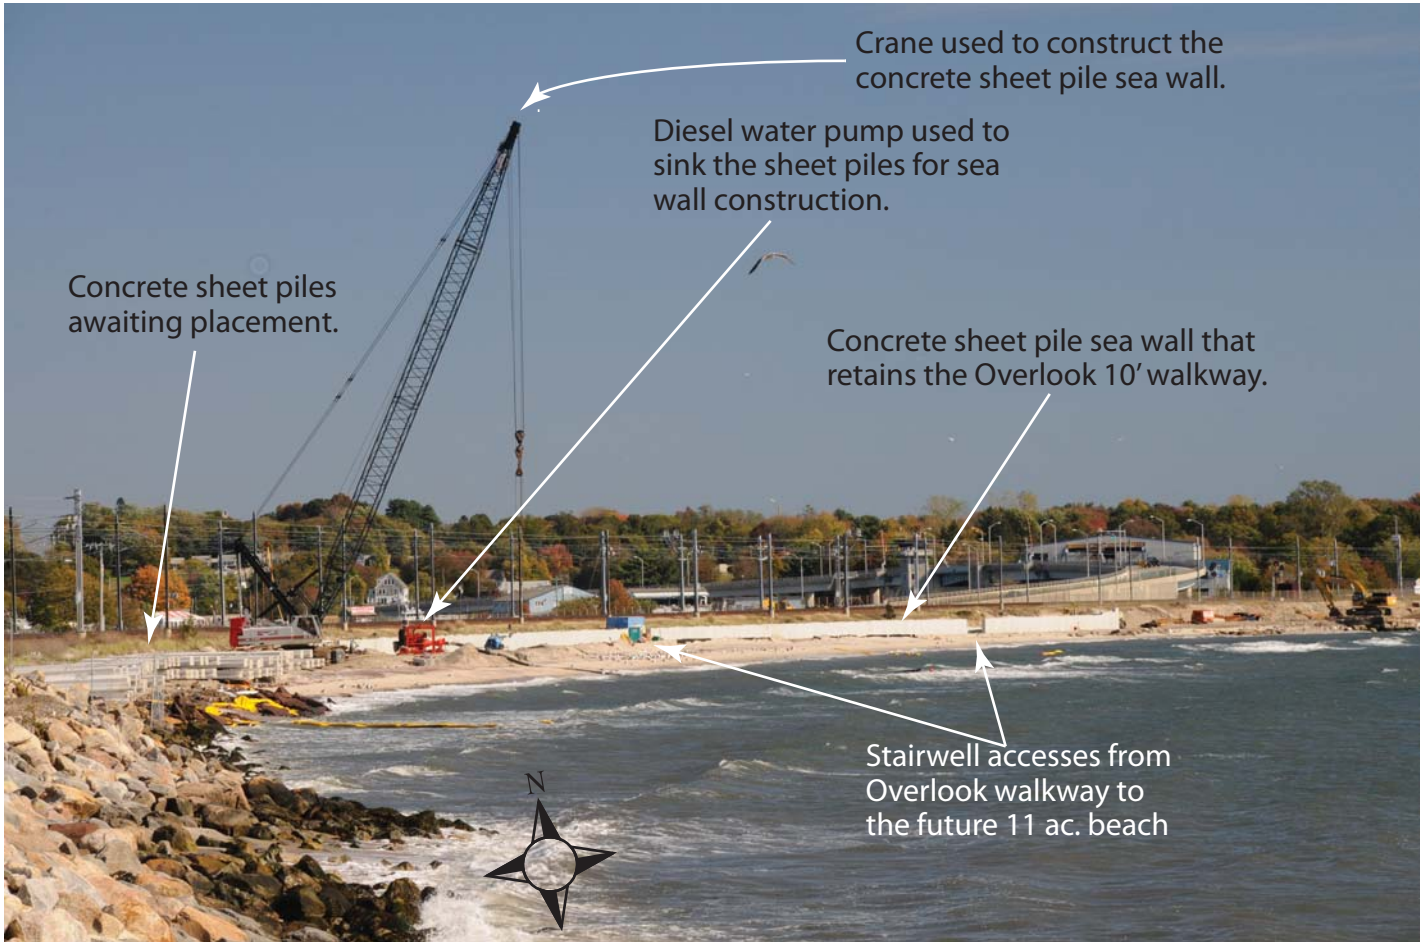 Crane used to construct the
concrete sheet pile sea wall.
Diesel water pump used to
sink the sheet piles for sea
wall construction.
Concrete sheet piles
awaiting placement.
Concrete sheet pile sea wall that
retains the Overlook 10’ walkway.
Stairwell accesses from
Overlook walkway to
the future 11 ac. beach
N